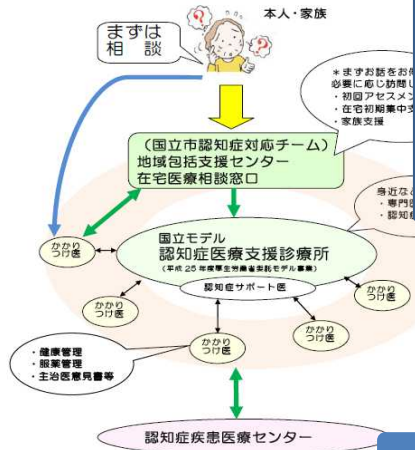 本人・家族
まずは
相談
?
?
*まずお話をお
必要に応じ訪問し
・初回アセスメン
・在宅初期集中支
・家族支援
(国立市認知症対応チーム)
地域包括支援センター
在宅医療相談窓口
身近な
・専門医
・認知症
かかり
つけ医
国立モデル
認知症医療支援診療所
(平成25年度厚生労働省委託モデル事業)
認知症サポート医
かかり
つけ医
かかり
つけ医
かかり
つけ医
かかり
つけ医
・健康管理
・服薬管理
・主治医意見書等
認知症疾患医療センター